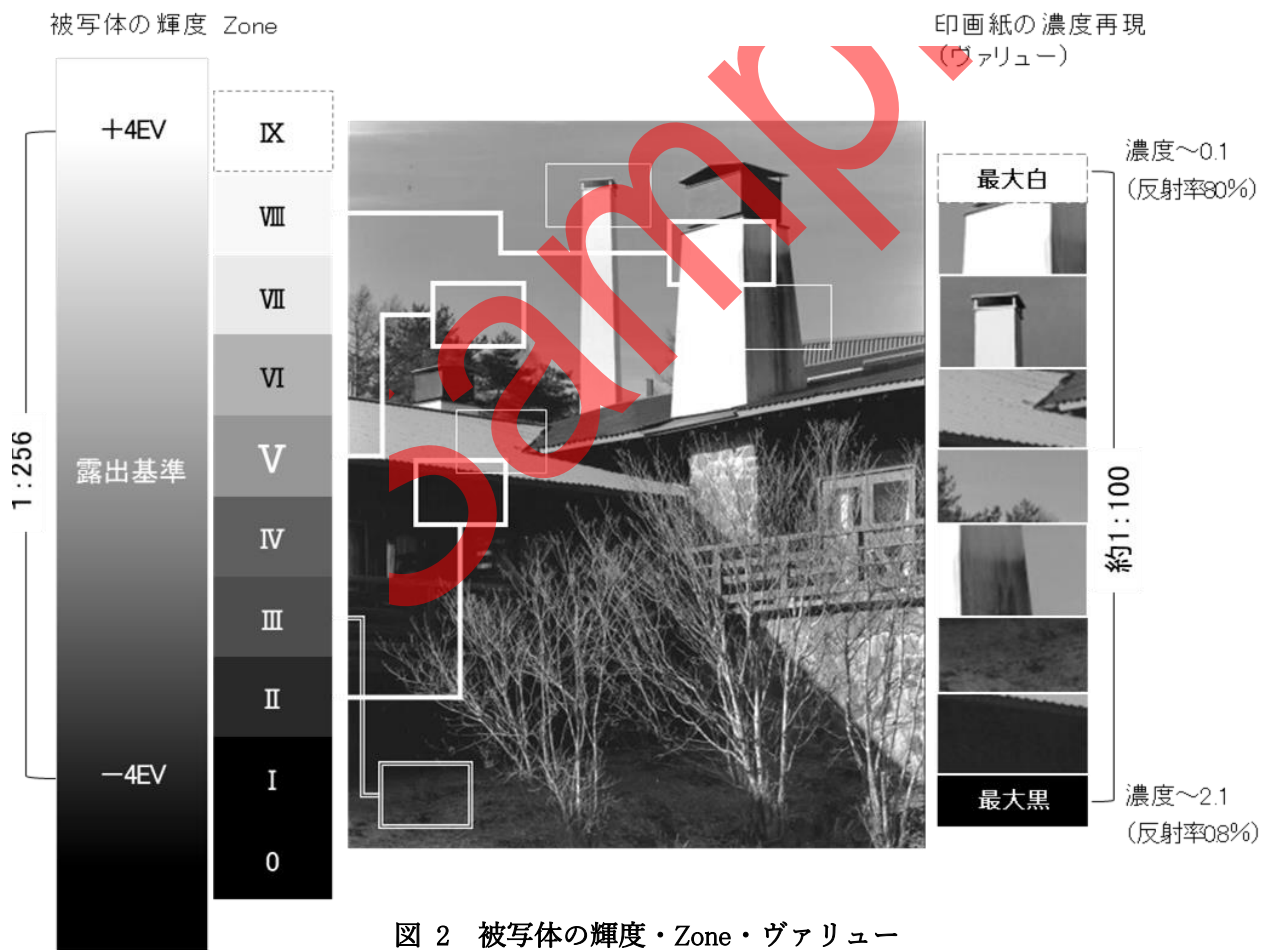 被写体の輝度 Zone
印画紙の濃度再現
(ヴァリュー)
+4EV
露出基準
-4EV
1:256
Ⅸ
Ⅷ
Ⅶ
Ⅵ
Ⅴ
Ⅳ
Ⅲ
Ⅱ
Ⅰ
0
sample
最大白
最大黒
濃度～0.1
(反射率80%)
約1:100
濃度～2.1
(反射率0.8%)
図 2 被写体の輝度・Zone・ヴァリュー